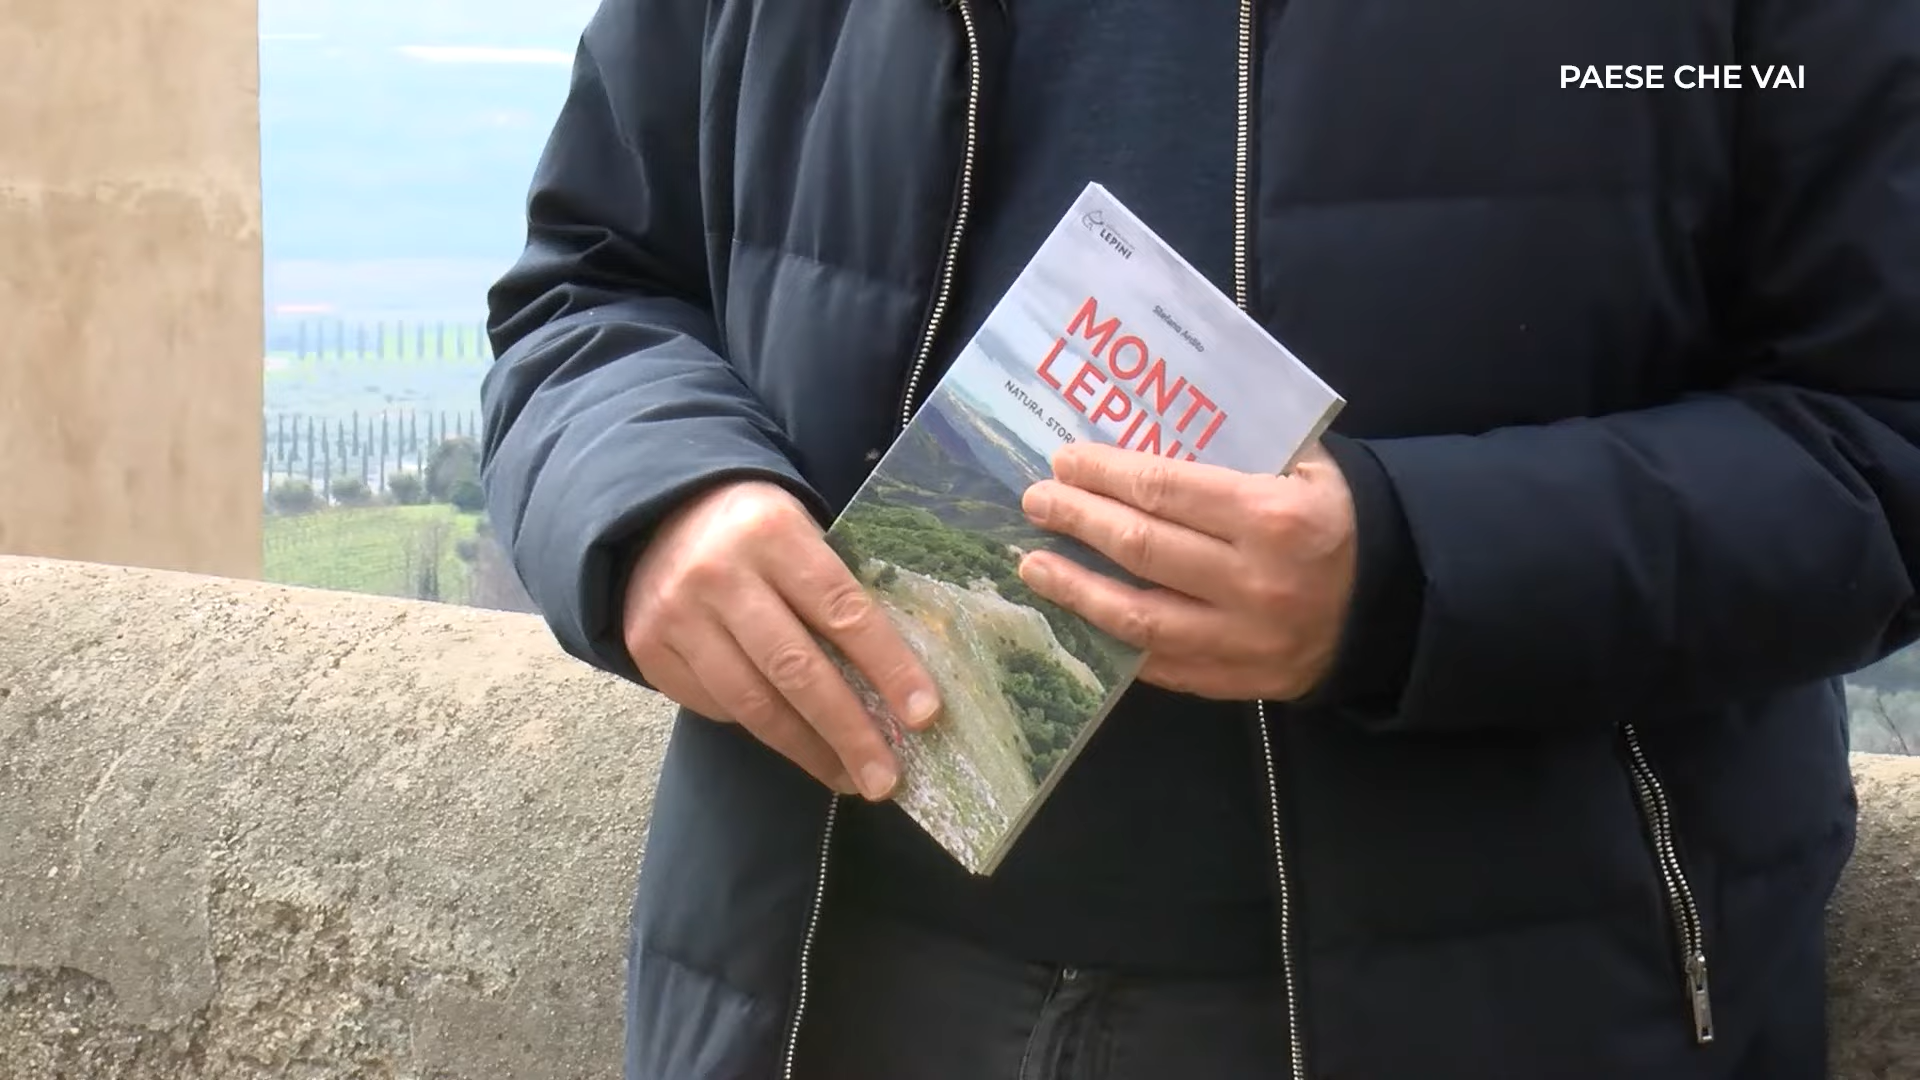 PAESE CHE VAI
LEPINI
Stefano Ardito
MONTI
LEPINI
NATURA, STORI